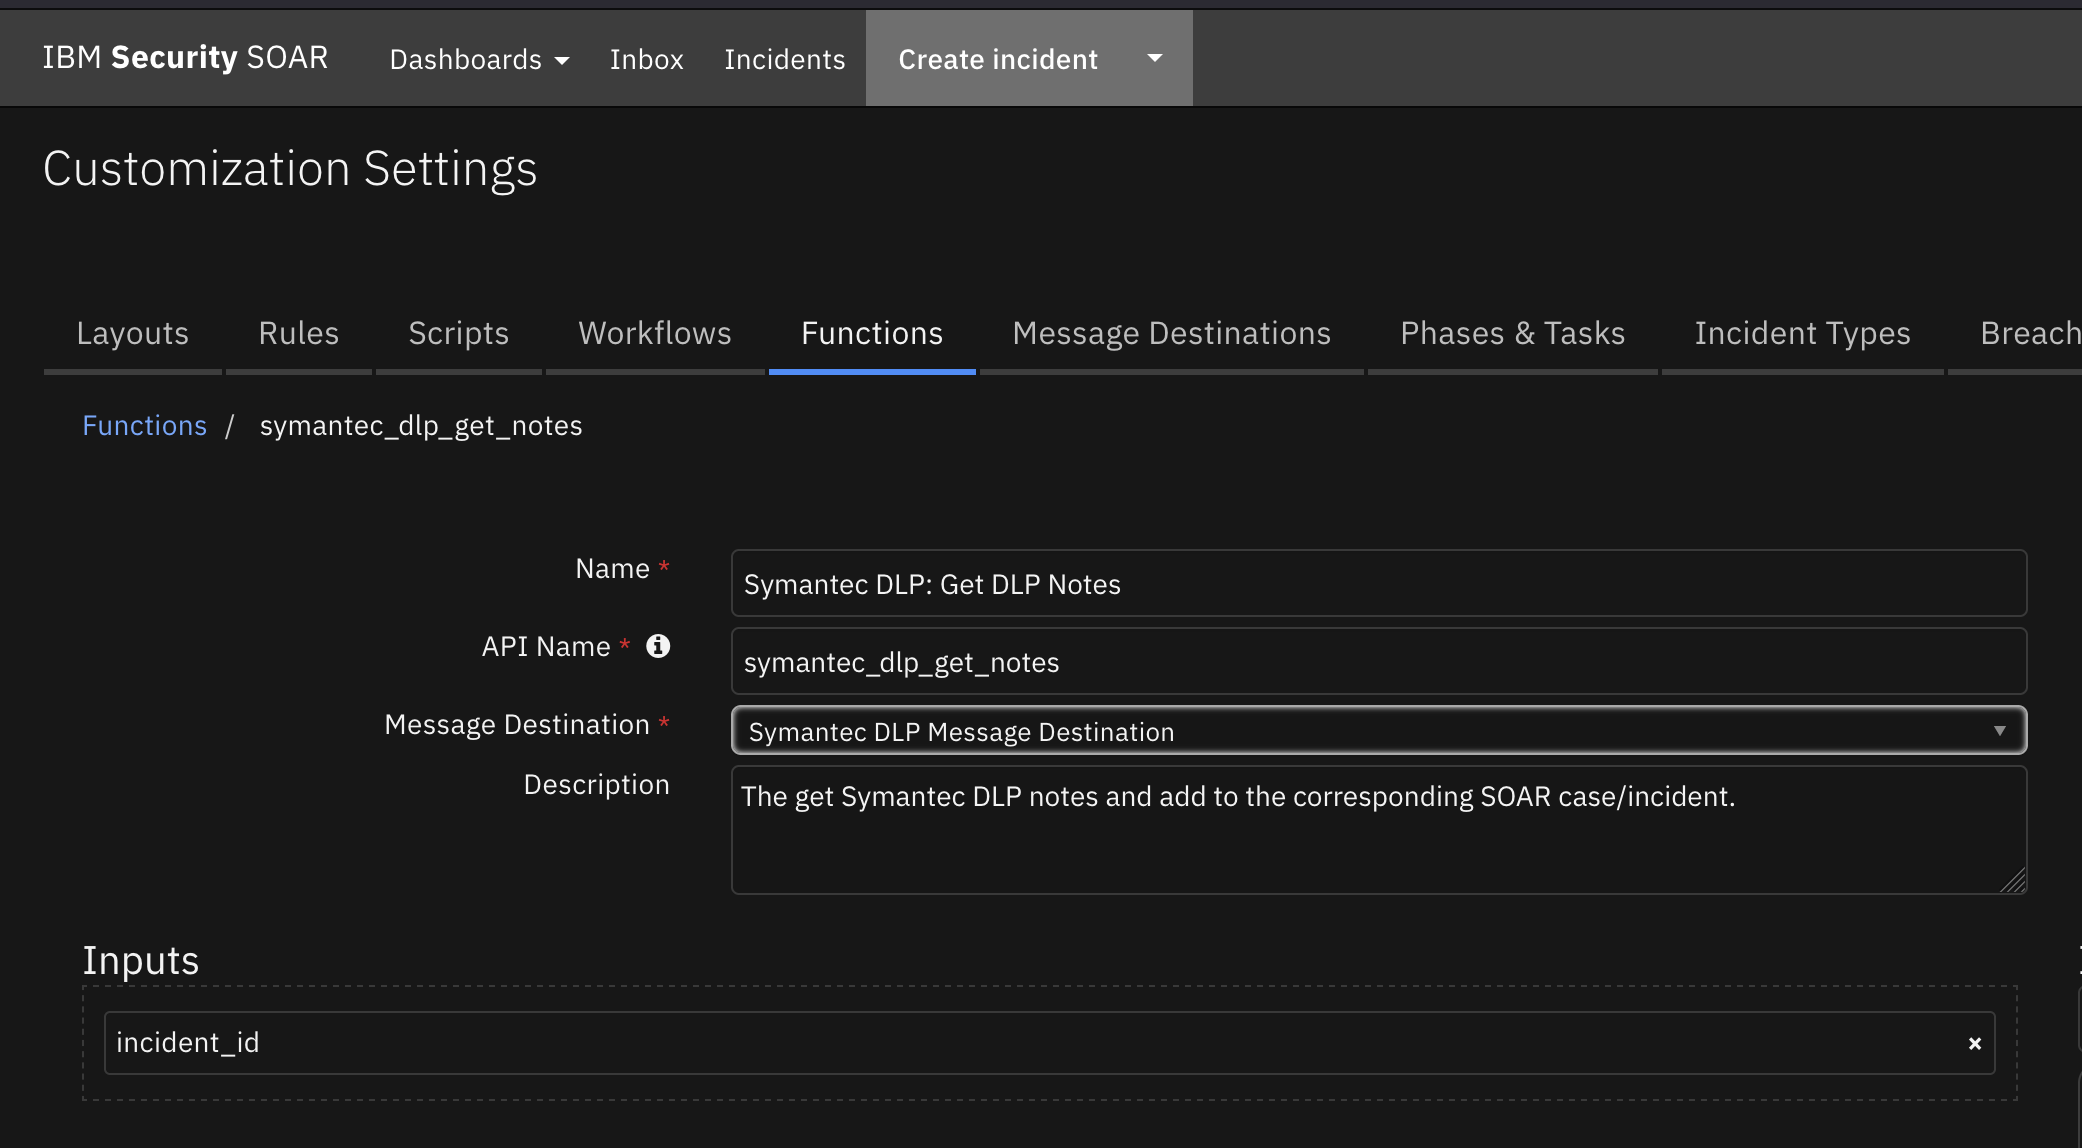 IBM Security SOAR Dashboards Inbox Incidents Create incident
Customization Settings
Layouts Rules Scripts Workflows Functions Message Destinations Phases & Tasks Incident Types Breach
Functions / symantec_dlp_get_notes
Name * Symantec DLP: Get DLP Notes
API Name * symantec_dlp_get_notes
Message Destination * Symantec DLP Message Destination
Description The get Symantec DLP notes and add to the corresponding SOAR case/incident.
Inputs
incident_id ×